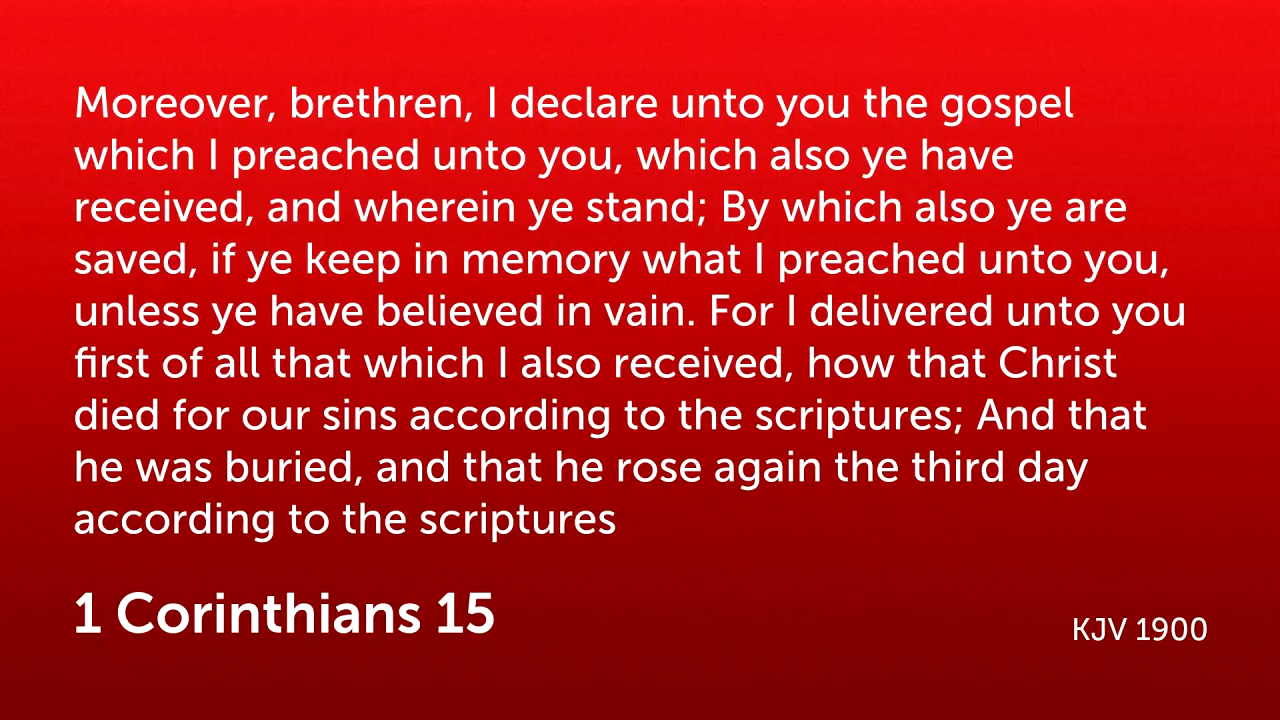 Moreover, brethren, I declare unto you the gospel
which I preached unto you, which also ye have
received, and wherein ye stand; By which also ye are
saved, if ye keep in memory what I preached unto you,
unless ye have believed in vain. For I delivered unto you
first of all that which I also received, how that Christ
died for our sins according to the scriptures; And that
he was buried, and that he rose again the third day
according to the scriptures
1 Corinthians 15
KJV 1900